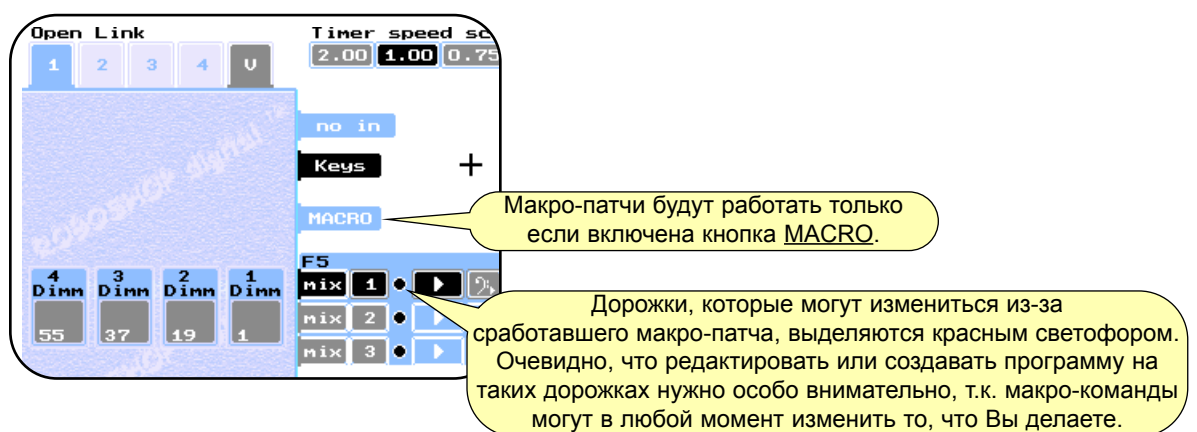 Open Link
Timer speed sc
1 2 3 4 V
2.00 1.00 0.75
no in
Keys
MACRO
ROBOSHOP digital
Макро-патчи будут работать только
если включена кнопка MACRO.
F5
4 3 2 1
Dimm Dimm Dimm Dimm
55 37 19 1
mix 1
mix 2
mix 3
Дорожки, которые могут измениться из-за
сработавшего макро-патча, выделяются красным светофором.
Очевидно, что редактировать или создавать программу на
таких дорожках нужно особо внимательно, т.к. макро-команды
могут в любой момент изменить то, что Вы делаете.